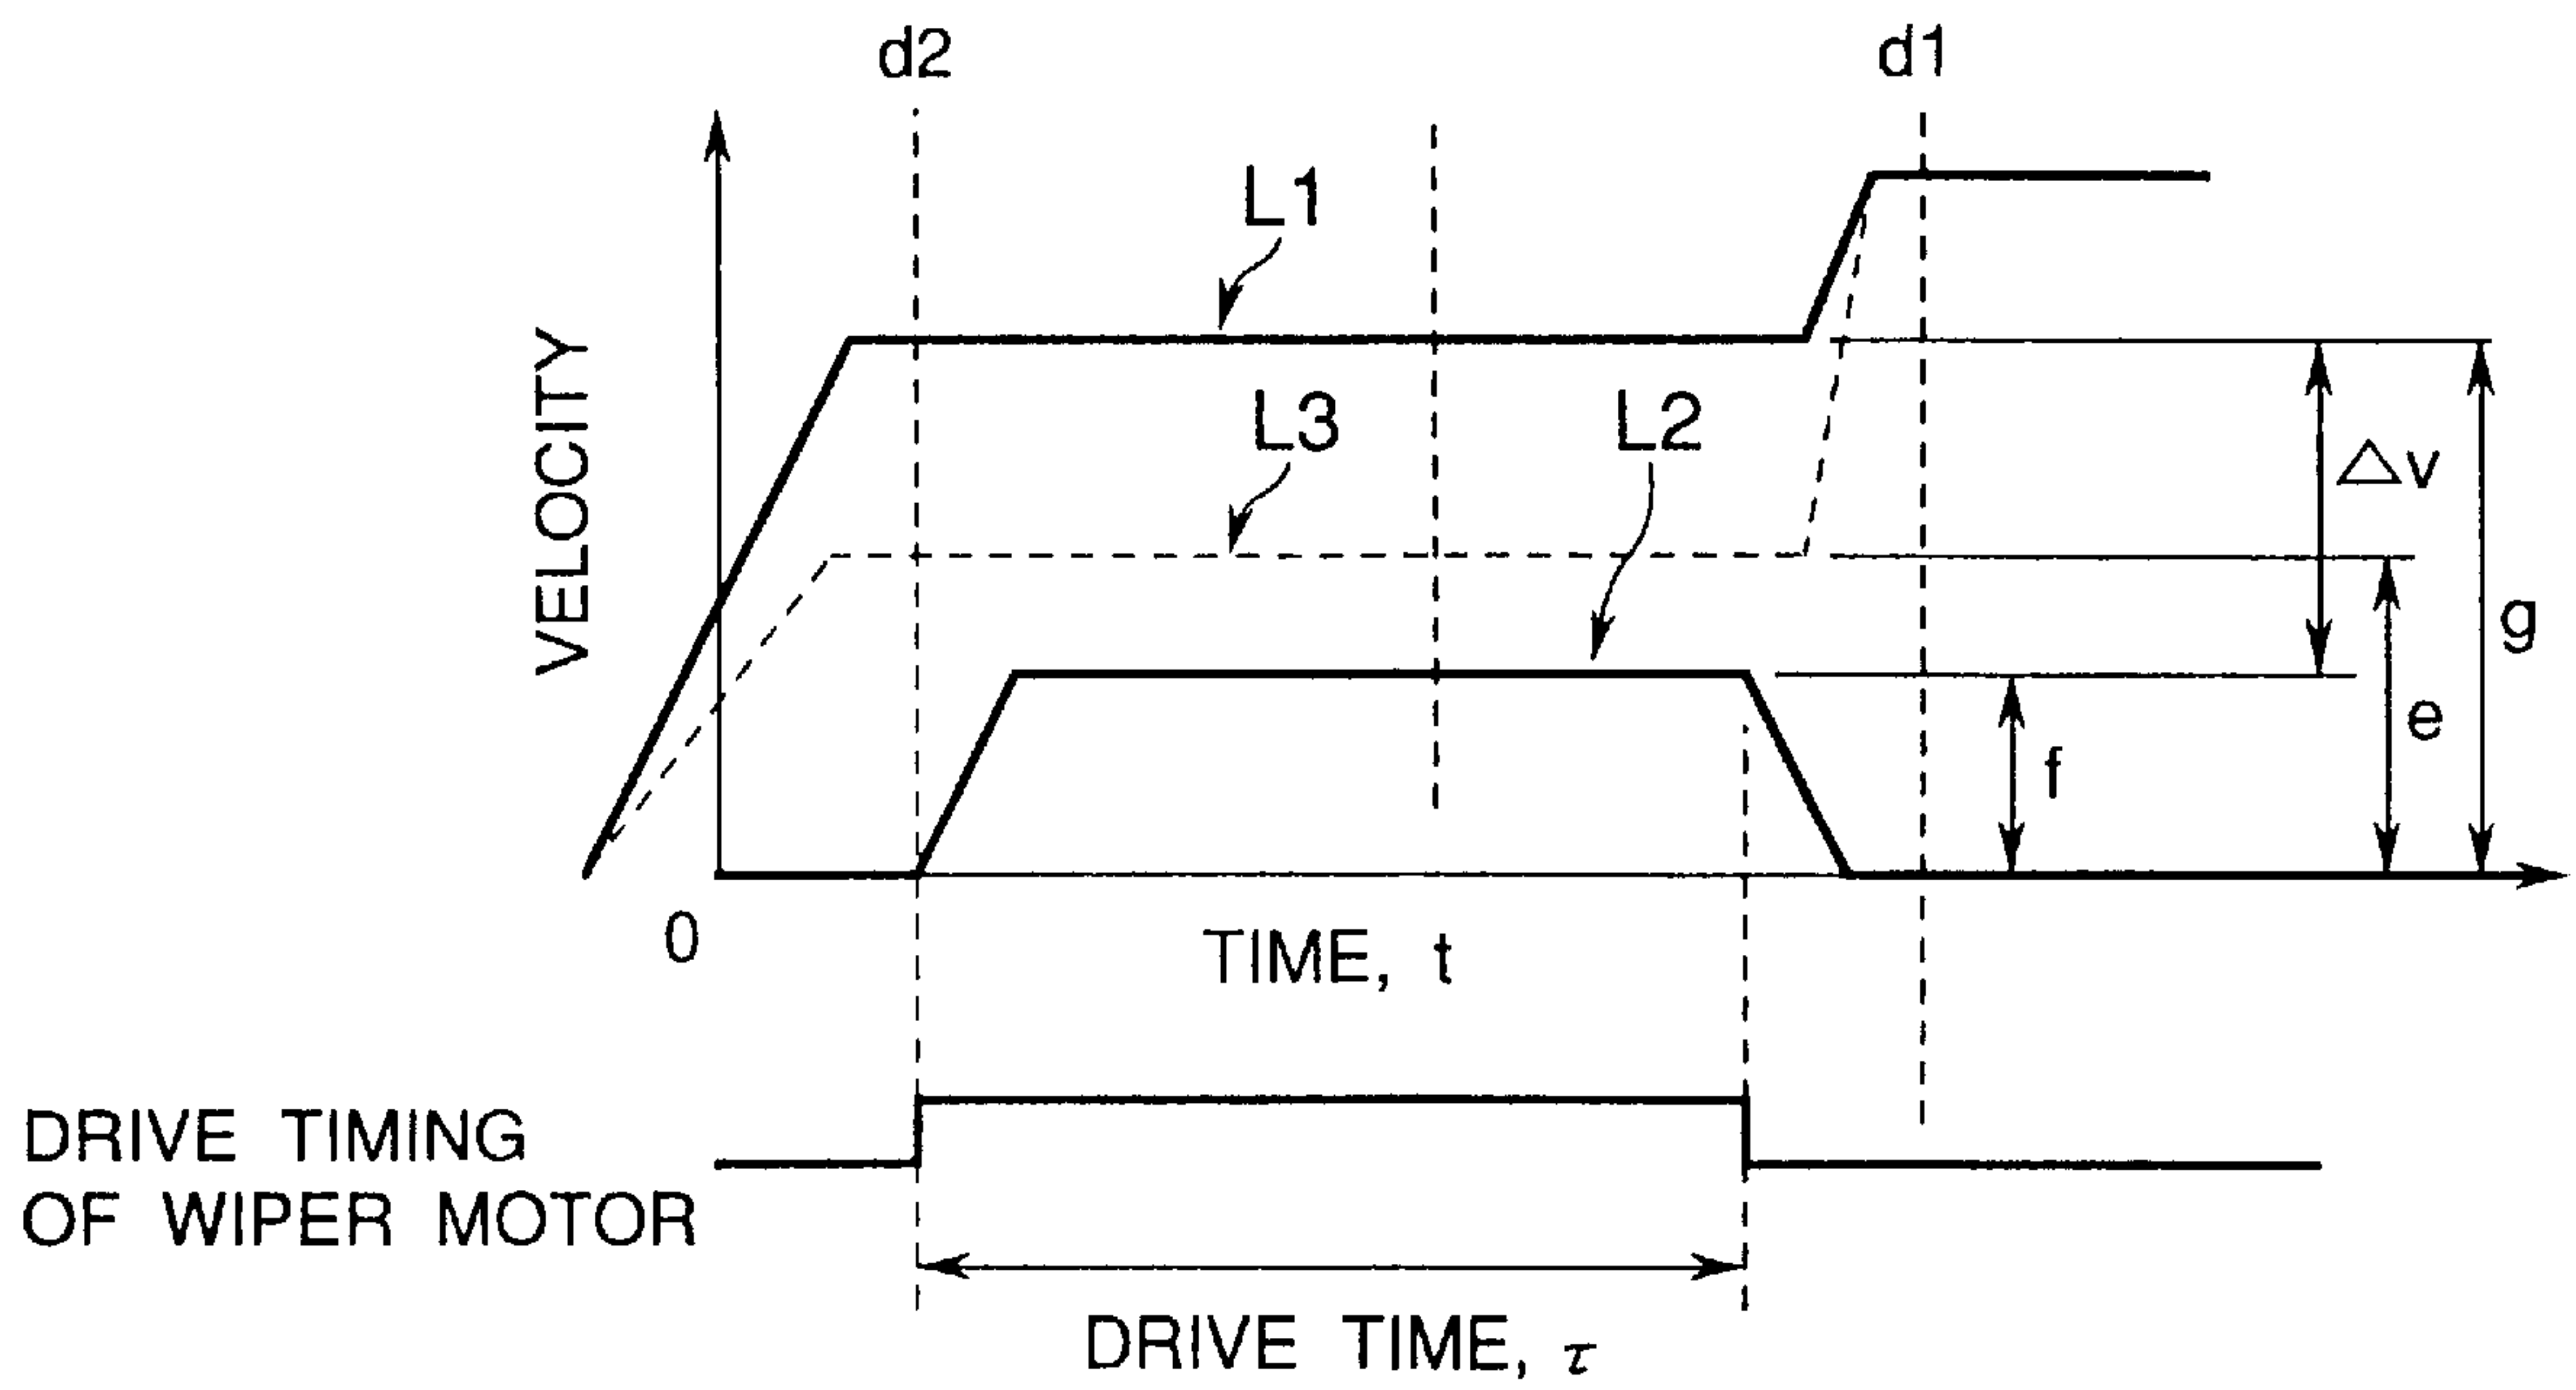 d2
d1
L1
L3
L2
VELOCITY
△v
g
e
f
0
TIME, t
DRIVE TIMING
OF WIPER MOTOR
DRIVE TIME, τ